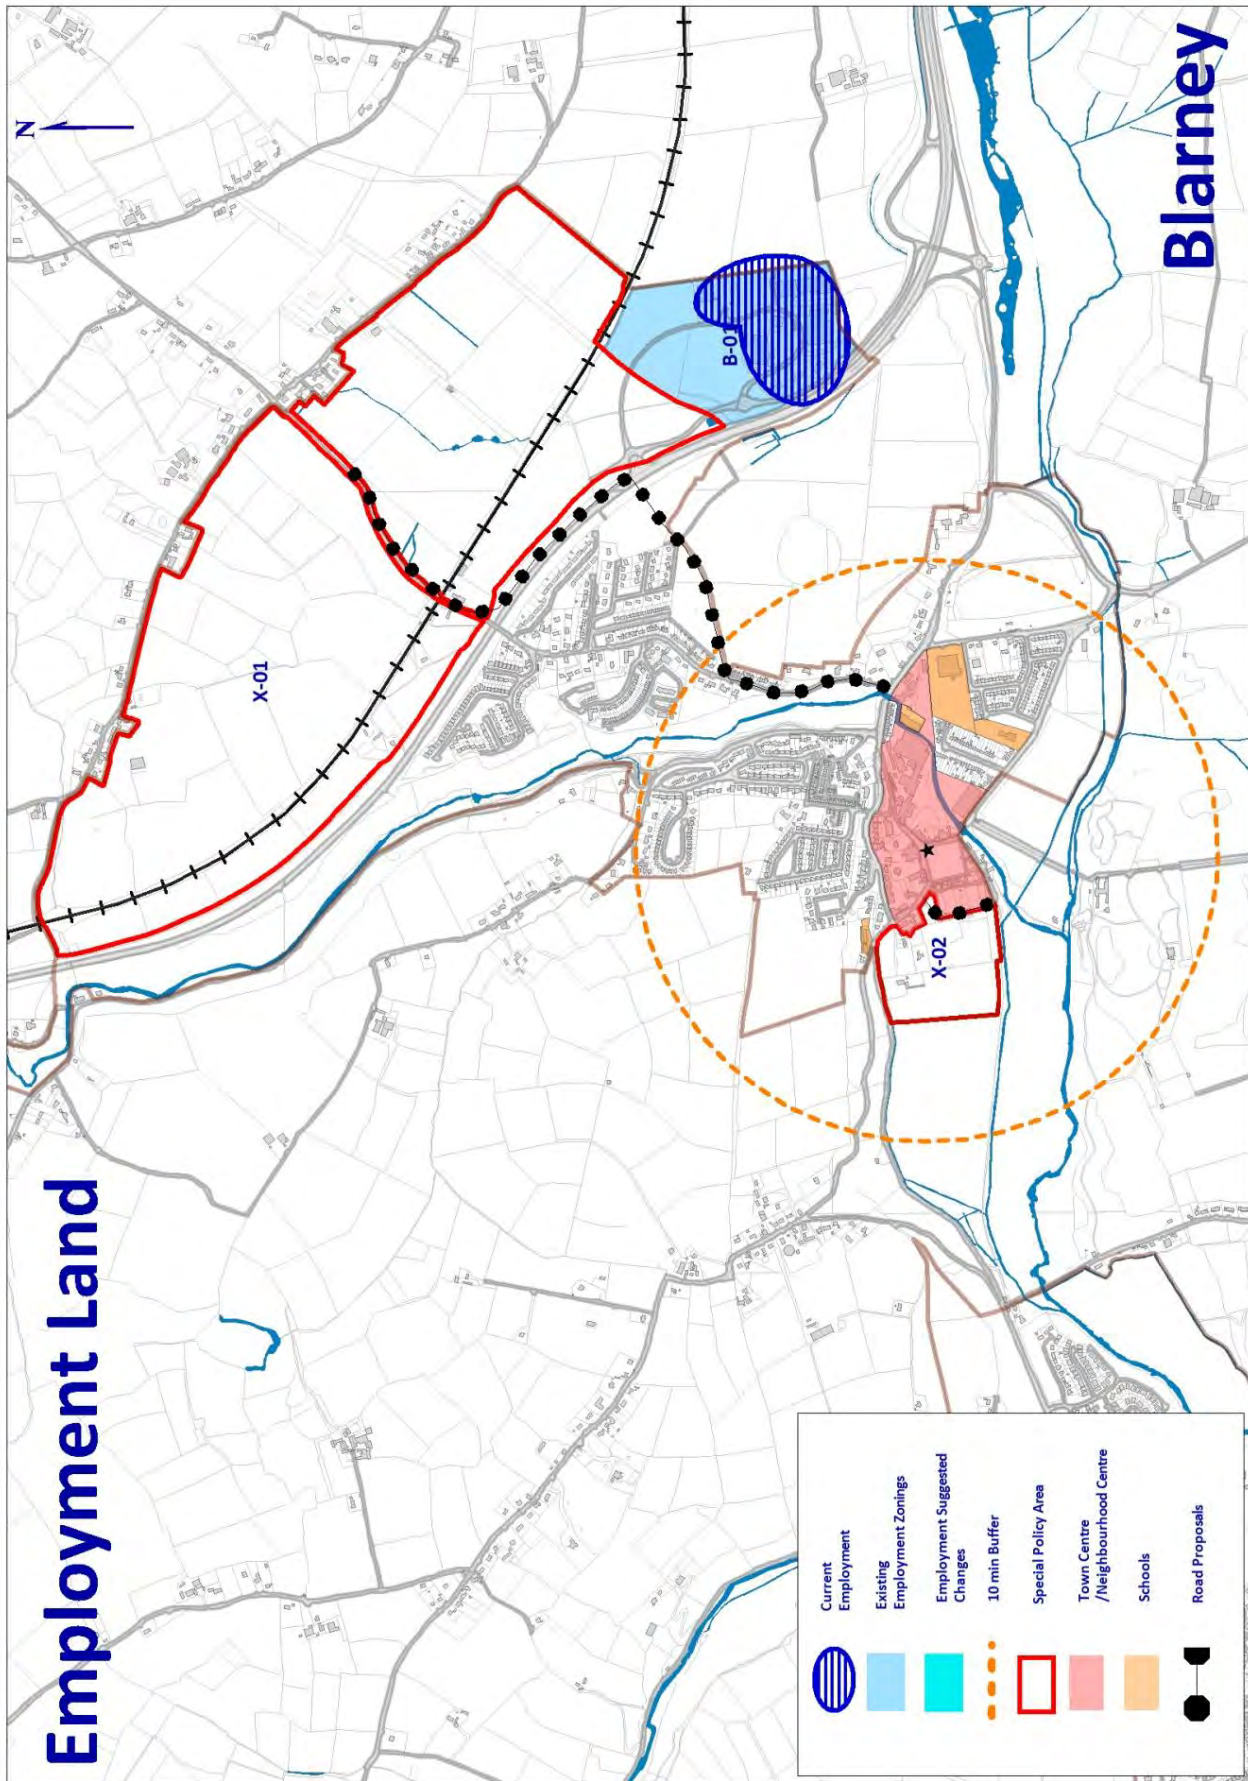 Employment Land
N
X-01
B-01
X-02
Blarney
Current
Employment
Existing
Employment Zonings
Employment Suggested
Changes
10 min Buffer
Special Policy Area
Town Centre
/Neighbourhood Centre
Schools
Road Proposals